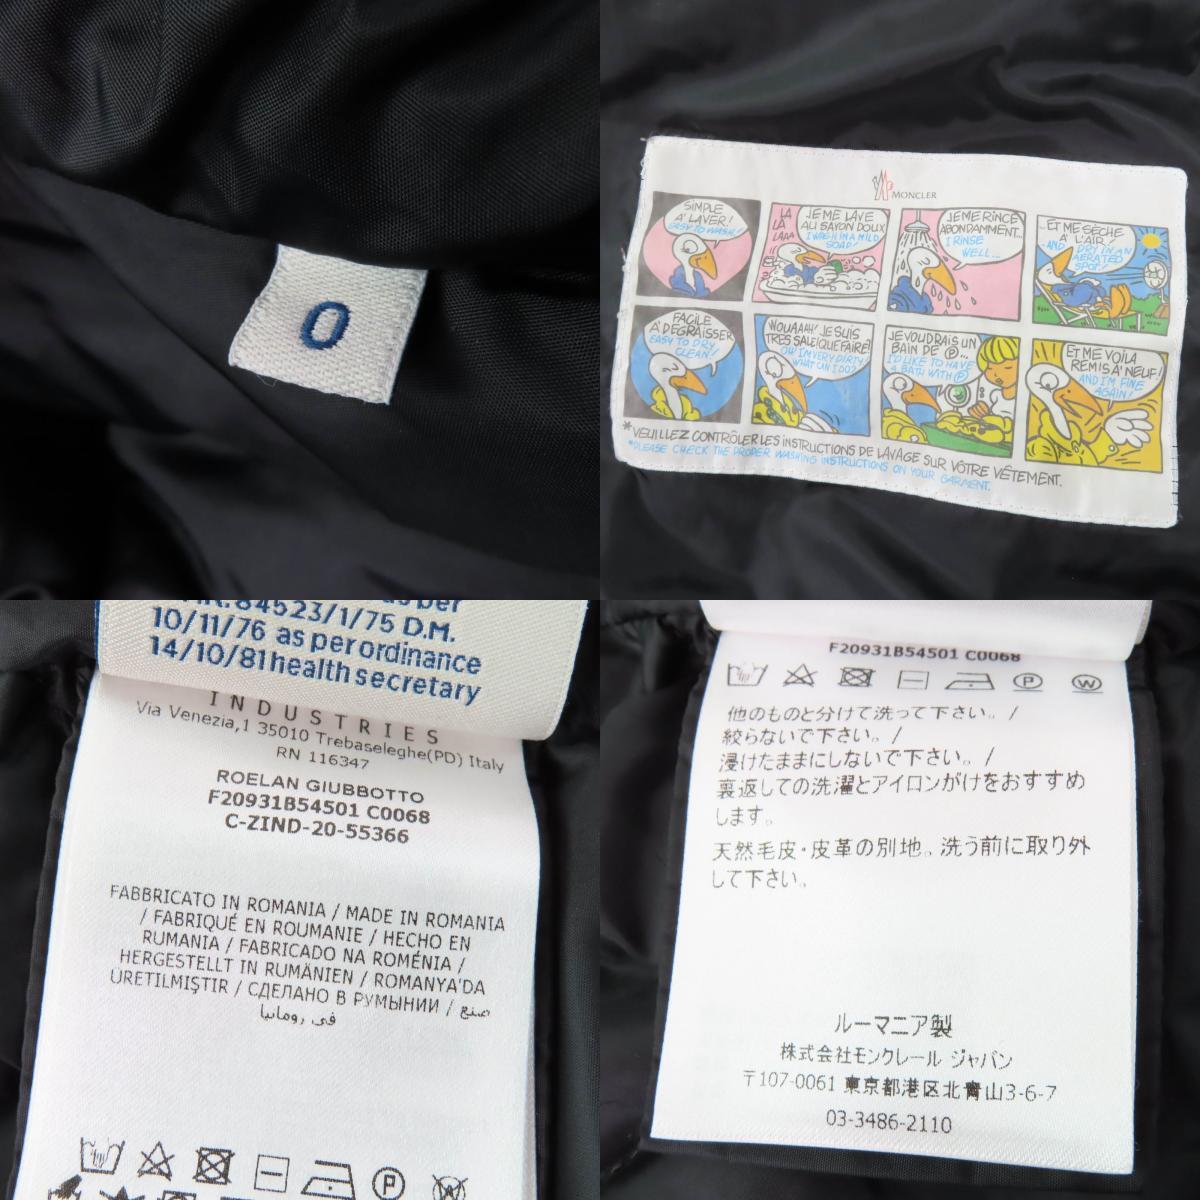 0
MONCLER
SIMPLE
A' LAVER!
EASY TO WASH!
LA
LA
LAAA
JE ME LAVE
ALI SAVON DOUX
I WASH IN A MILD
SOAP!
JE ME RINCE
ABONDAMMENT...
I RINSE
WELL...
...ET ME SÈCHE
À L'AIR!
...AND DRY IN AN
AERATED
SPOT!
FACILE
A' DEGRAISSER
EASY TO DRY
CLEAN!
WOUAAAH! JE SUIS
TRES SALE! QUE FAIRE?
OW I'M VERY DIRTY!
WHAT CAN I DO?
JE VOUDRAIS UN
BAIN DE Ⓟ...
I'D LIKE TO HAVE
A BATH WITH Ⓟ
ET ME VOILA
REMIS A' NEUF!
AND I'M FINE
AGAIN!
*VEUILLEZ CONTRÔLER LES INSTRUCTIONS DE LAVAGE SUR VÔTRE VÊTEMENT.
*PLEASE CHECK THE PROPER WASHING INSTRUCTIONS ON YOUR GARMENT.
84523/1/75 D.M.
10/11/76 as per ordinance
14/10/81 health secretary
INDUSTRIES
Via Venezia,1 35010 Trebaseleghe(PD) Italy
RN 116347
ROELAN GIUBBOTTO
F20931B54501 C0068
C-ZIND-20-55366
FABBRICATO IN ROMANIA / MADE IN ROMANIA
/ FABRIQUÉ EN ROUMANIE / HECHO EN
RUMANIA / FABRICADO NA ROMÉNIA /
HERGESTELLT IN RUMÄNIEN / ROMANYA'DA
ÜRETILMIŞTIR / СДЕЛАНО В РУМЫНИИ / صنع
في رومانيا
F20931B54501 C0068
他のものと分けて洗って下さい。/
絞らないで下さい。/
浸けたままにしないで下さい。/
裏返しての洗濯とアイロンがけをおすすめ
します。
天然毛皮・皮革の別地。洗う前に取り外
して下さい。
ルーマニア製
株式会社モンクレール ジャパン
〒107-0061 東京都港区北青山3-6-7
03-3486-2110